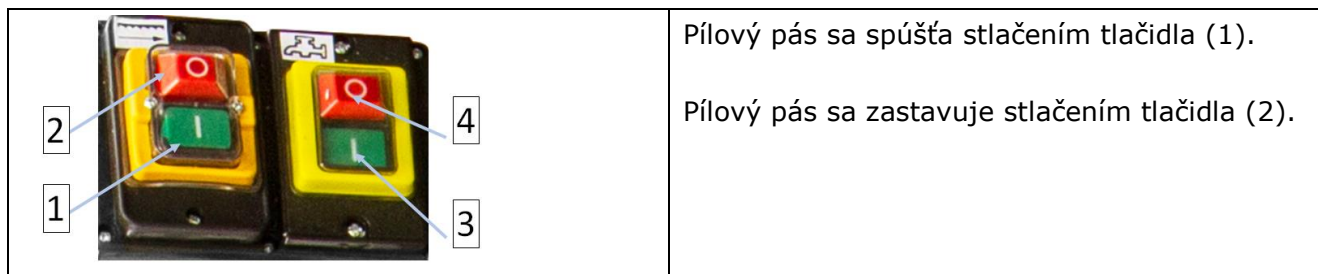 2
1
4
3
Pílový pás sa spúšťa stlačením tlačidla (1).
Pílový pás sa zastavuje stlačením tlačidla (2).